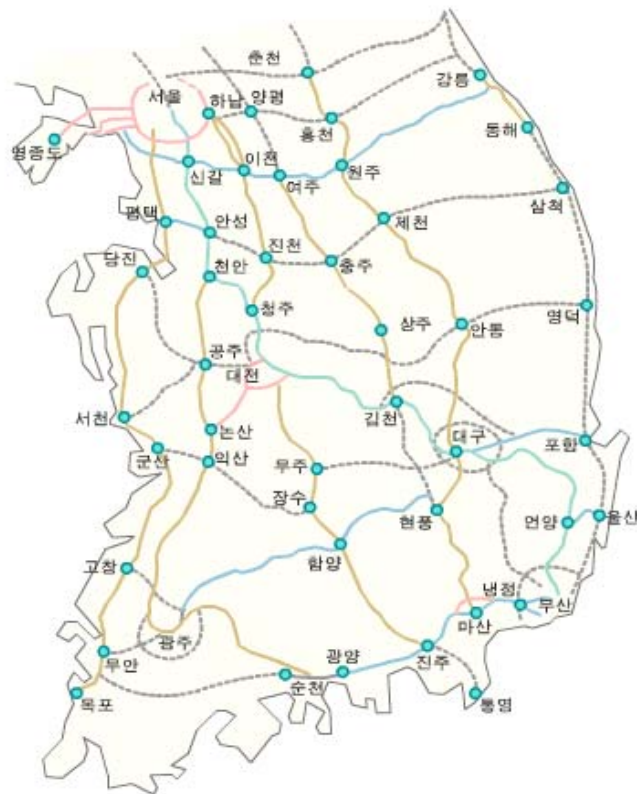 춘천
강릉
서울
하남
양평
홍천
동해
영종도
신갈
이천
여주
원주
삼척
평택
안성
제천
당진
진천
충주
천안
청주
상주
안동
영덕
공주
대전
김천
서천
논산
대구
포항
군산
익산
무주
장수
현풍
언양
울산
고창
함양
냉정
부산
마산
광주
무안
광양
진주
순천
목포
통영